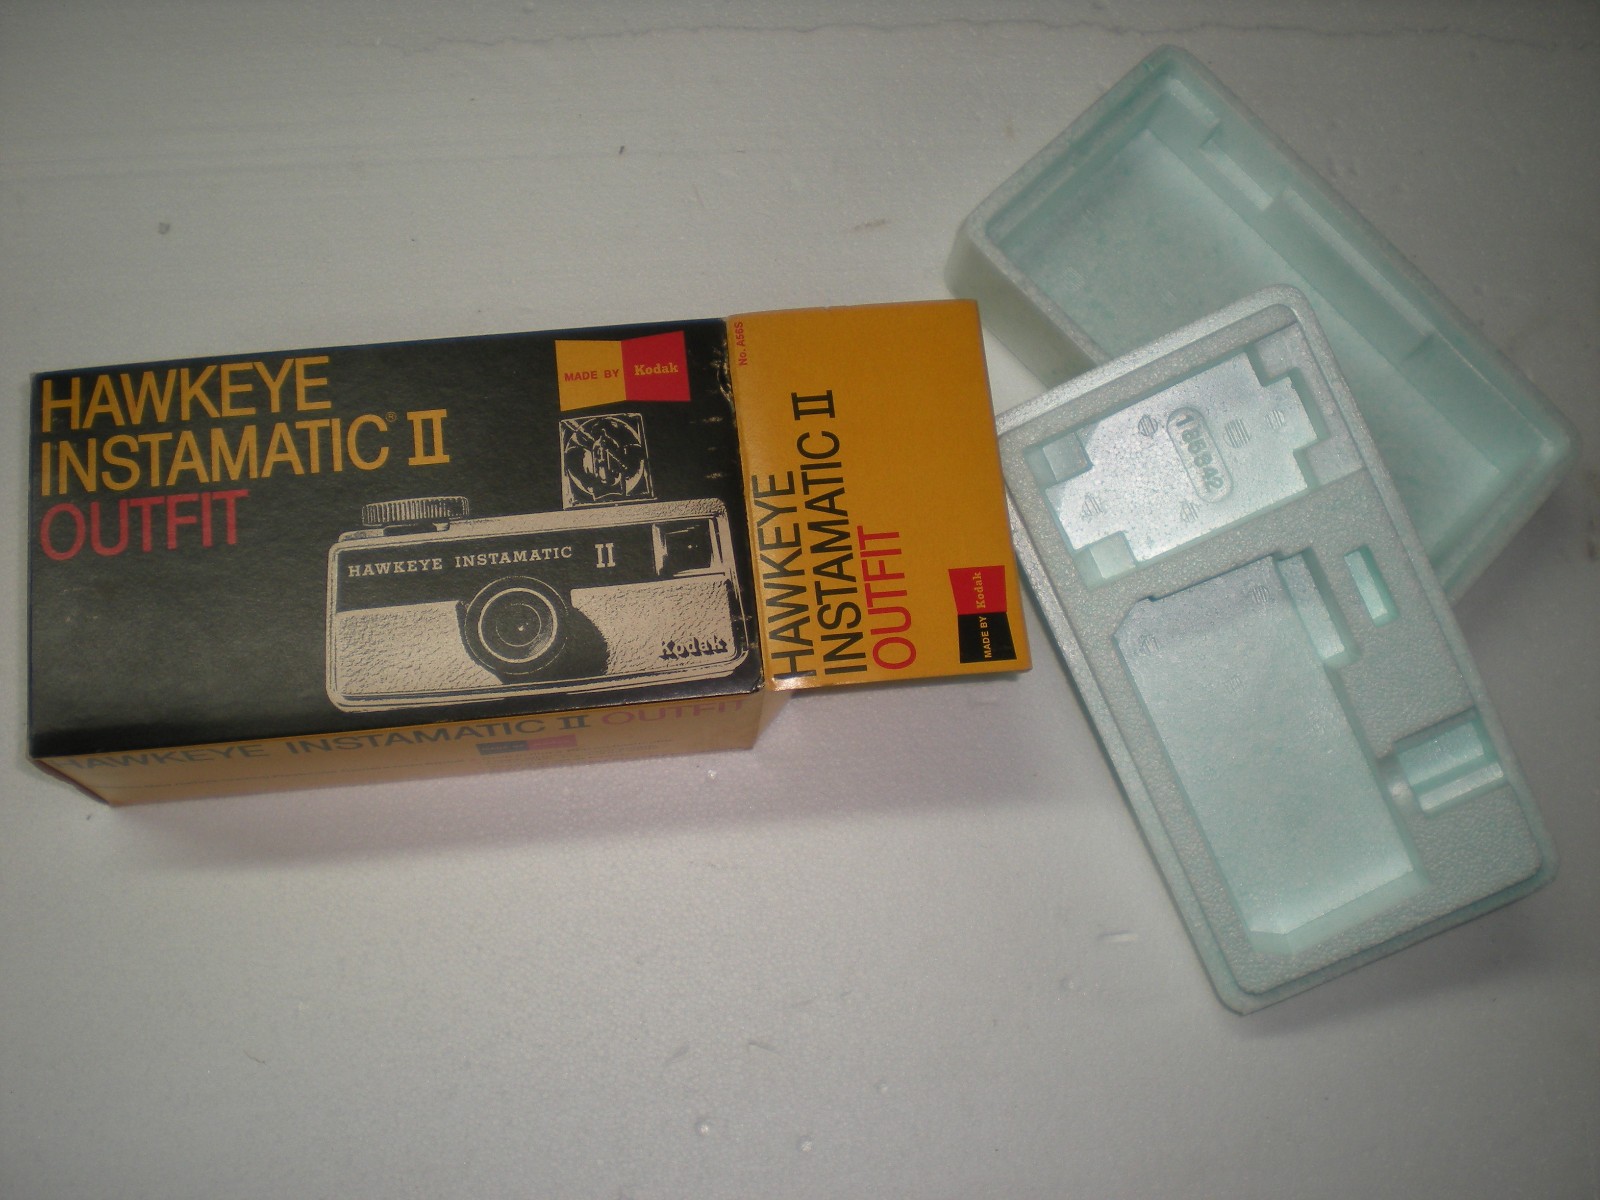 HAWKEYE
INSTAMATIC® II
OUTFIT
MADE BY Kodak
HAWKEYE INSTAMATIC II
Kodak
HAWKEYE INSTAMATIC II OUTFIT
No. A56S
HAWKEYE
INSTAMATIC II
OUTFIT
MADE BY Kodak